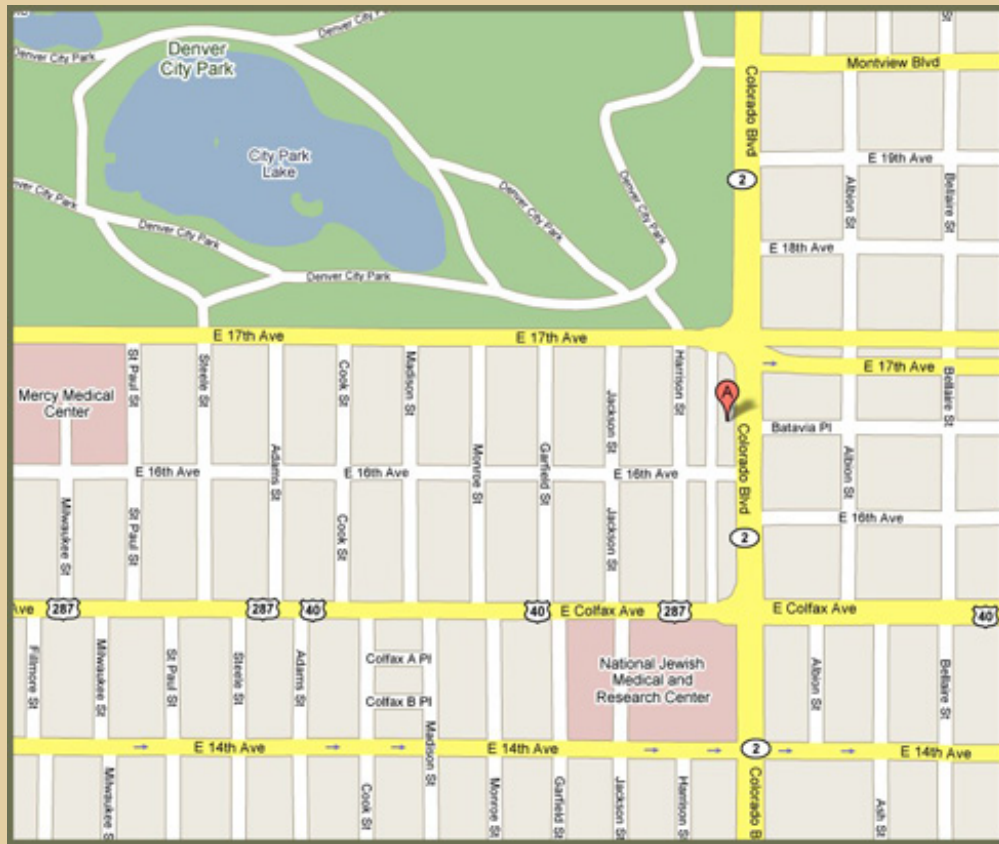 Denver City Park
Bellaire St
Denver
City Park
Denver City Park
Colorado Blvd
Montview Blvd
City Park
Lake
E 19th Ave
2
Denver City Park
Denver City Park
Albion St
Bellaire St
Denver City Park
E 18th Ave
Denver City Park
E 17th Ave
E 17th Ave
E 17th Ave
St Paul St
Steele St
Cook St
Madison St
Jackson St
Harrison St
Bellaire St
Mercy Medical
Center
A
Adams St
Monroe St
Garfield St
Colorado Blvd
Batavia Pl
Albion St
E 16th Ave
E 16th Ave
E 16th Ave
Milwaukee St
St Paul St
Cook St
Jackson St
E 16th Ave
2
Ave
287
287
40
40
E Colfax Ave
287
E Colfax Ave
40
Fillmore St
Milwaukee St
St Paul St
Steele St
Adams St
Colfax A Pl
Colfax B Pl
Madison St
National Jewish
Medical and
Research Center
Albion St
Bellaire St
E 14th Ave
E 14th Ave
2
E 14th Ave
Milwaukee St
Cook St
Monroe St
Garfield St
Jackson St
Harrison St
Colorado B
Ash St